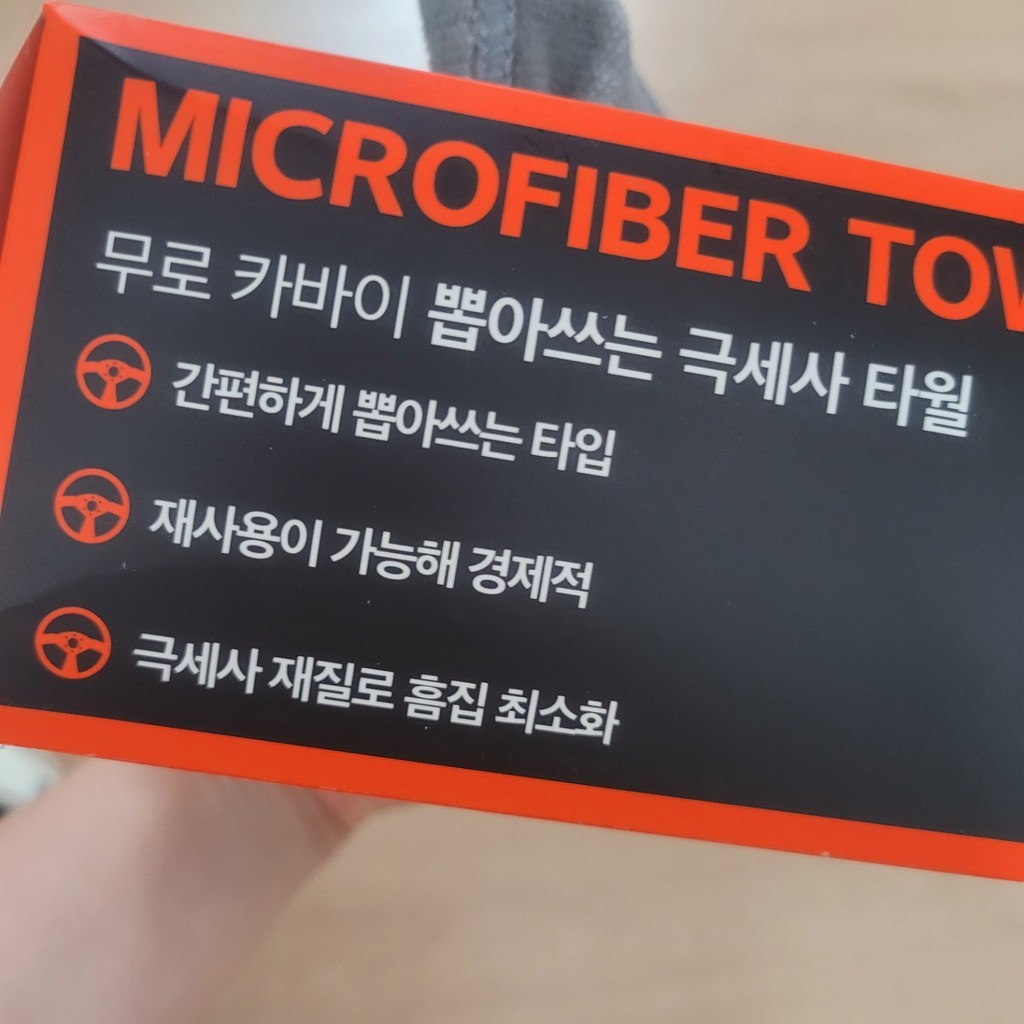 MICROFIBER TOW
무로 카바이 뽑아쓰는 극세사 타월
간편하게 뽑아쓰는 타입
재사용이 가능해 경제적
극세사 재질로 흠집 최소화